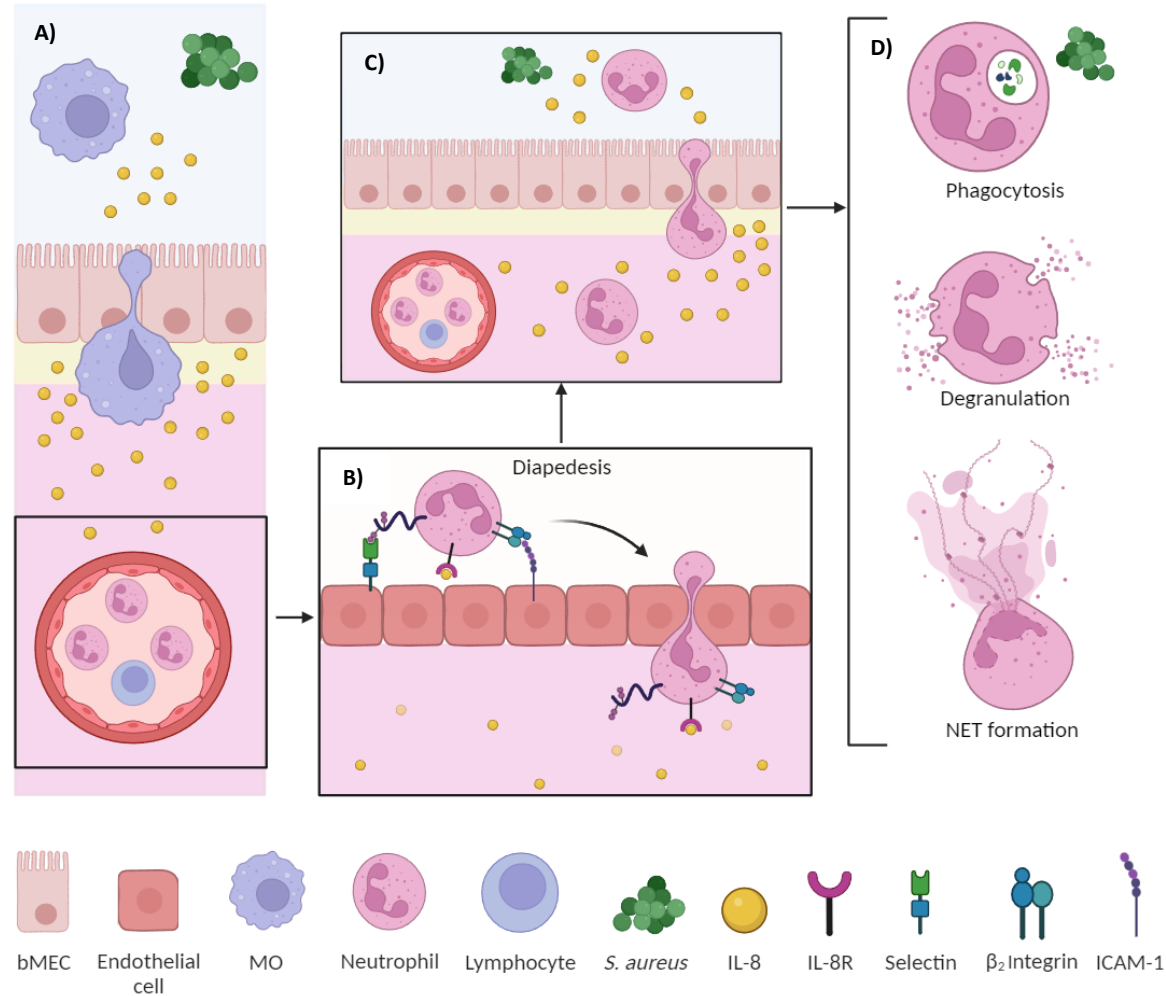 A)
C)
D)
Phagocytosis
Degranulation
B)
Diapedesis
NET formation
bMEC
Endothelial
cell
MO
Neutrophil
Lymphocyte
S. aureus
IL-8
IL-8R
Selectin
β₂ Integrin
ICAM-1